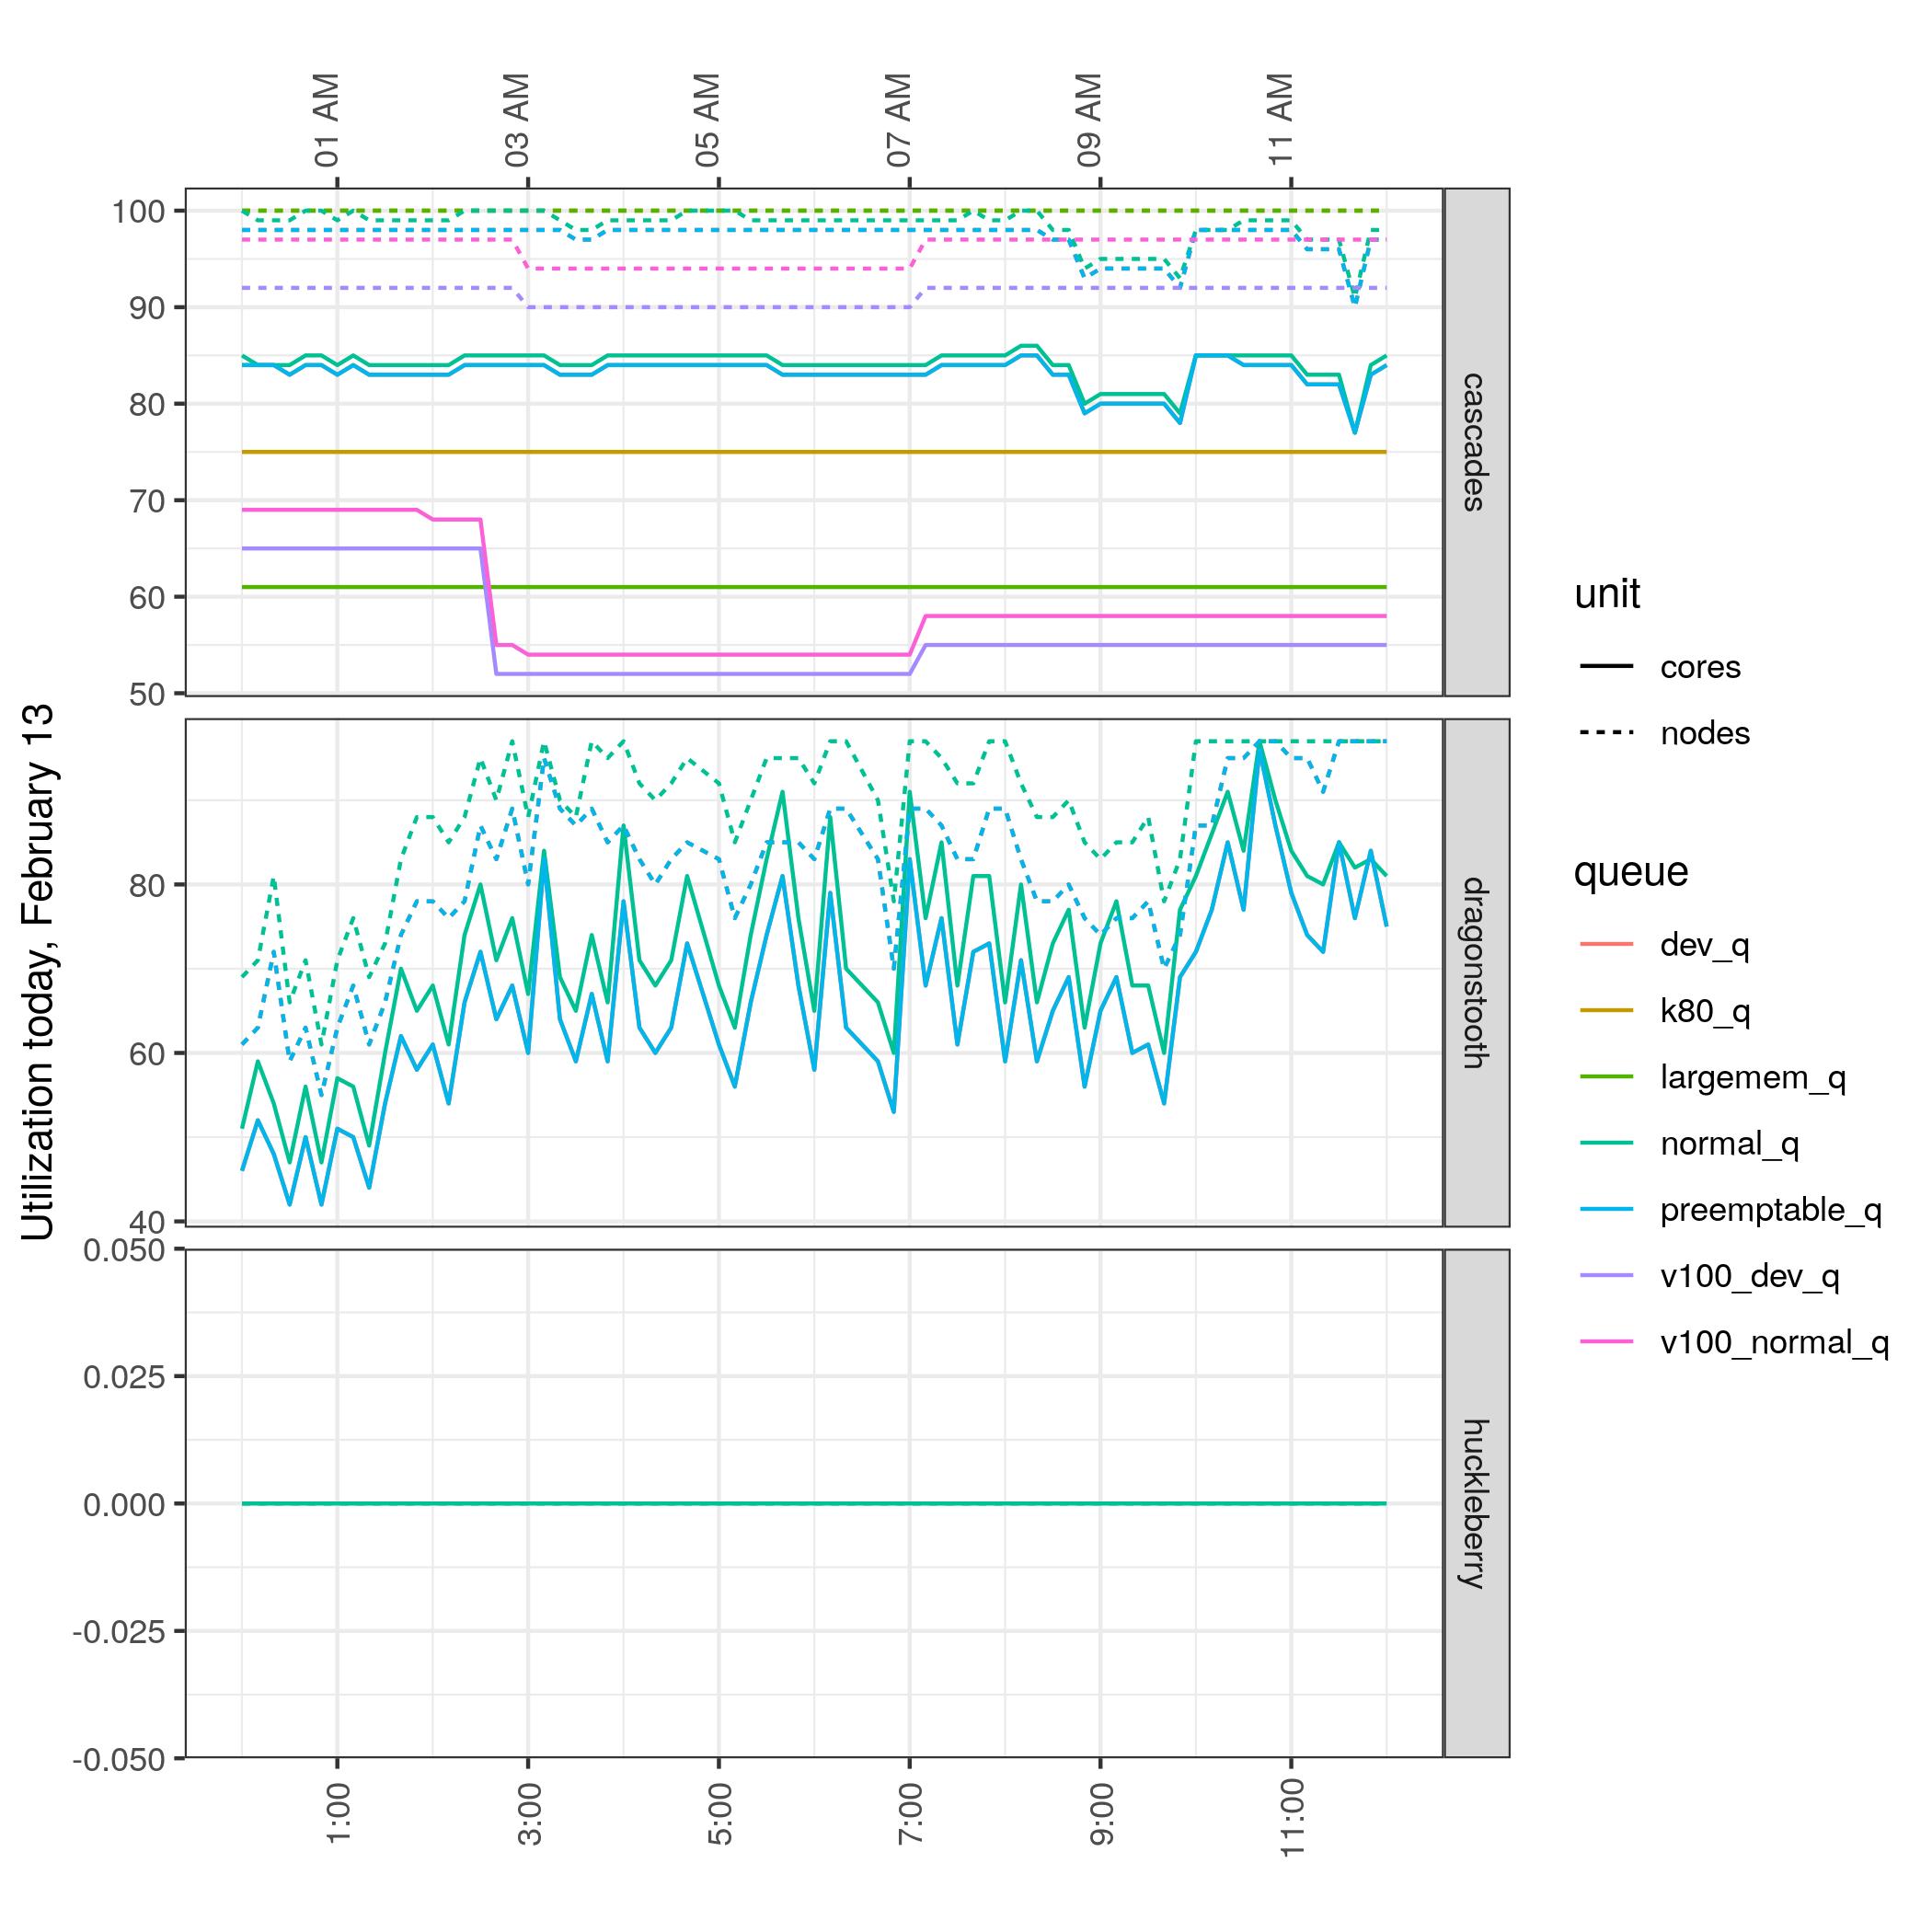 01 AM
03 AM
05 AM
07 AM
09 AM
11 AM
Utilization today, February 13
100
90
80
70
60
50
cascades
80
60
40
dragonstooth
0.050
0.025
0.000
-0.025
-0.050
huckleberry
1:00
3:00
5:00
7:00
9:00
11:00
unit
cores
nodes
queue
dev_q
k80_q
largemem_q
normal_q
preemptable_q
v100_dev_q
v100_normal_q